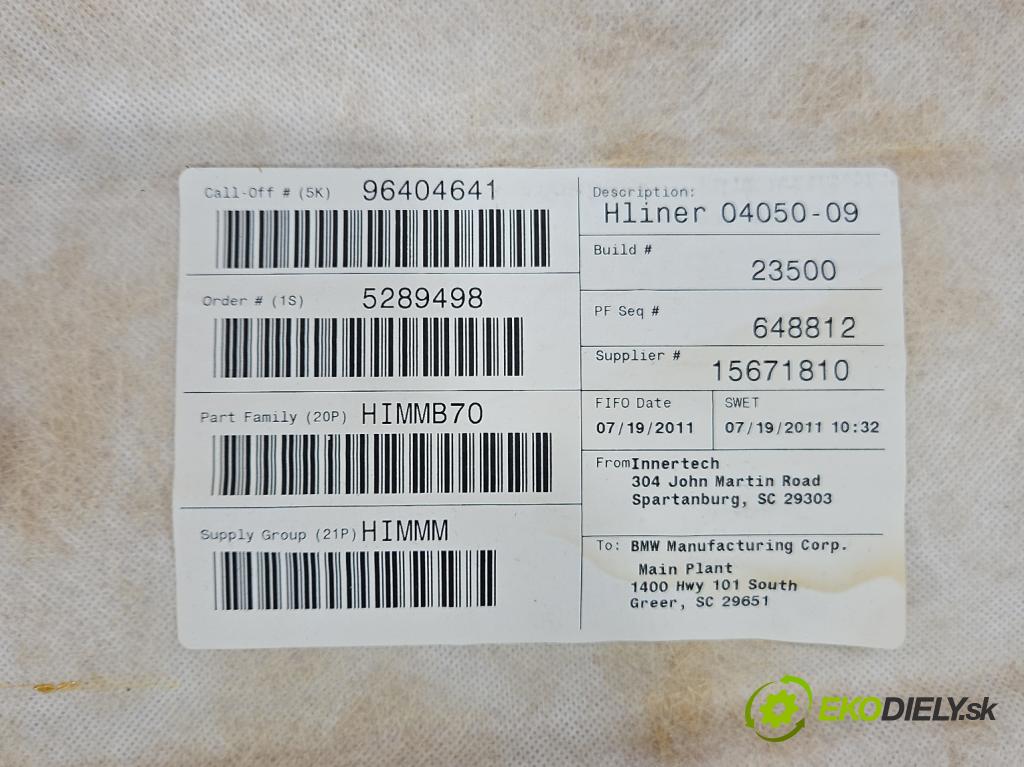 Call-Off # (5K) 96404641
Order # (1S) 5289498
Part Family (20P) HIMMB70
Supply Group (21P) HIMMM
Description:
Hliner 04050-09
Build #
23500
PF Seq #
648812
Supplier #
15671810
FIFO Date
07/19/2011
SWET
07/19/2011 10:32
From Innertech
304 John Martin Road
Spartanburg, SC 29303
To: BMW Manufacturing Corp.
Main Plant
1400 Hwy 101 South
Greer, SC 29651
EKODIELY.sk